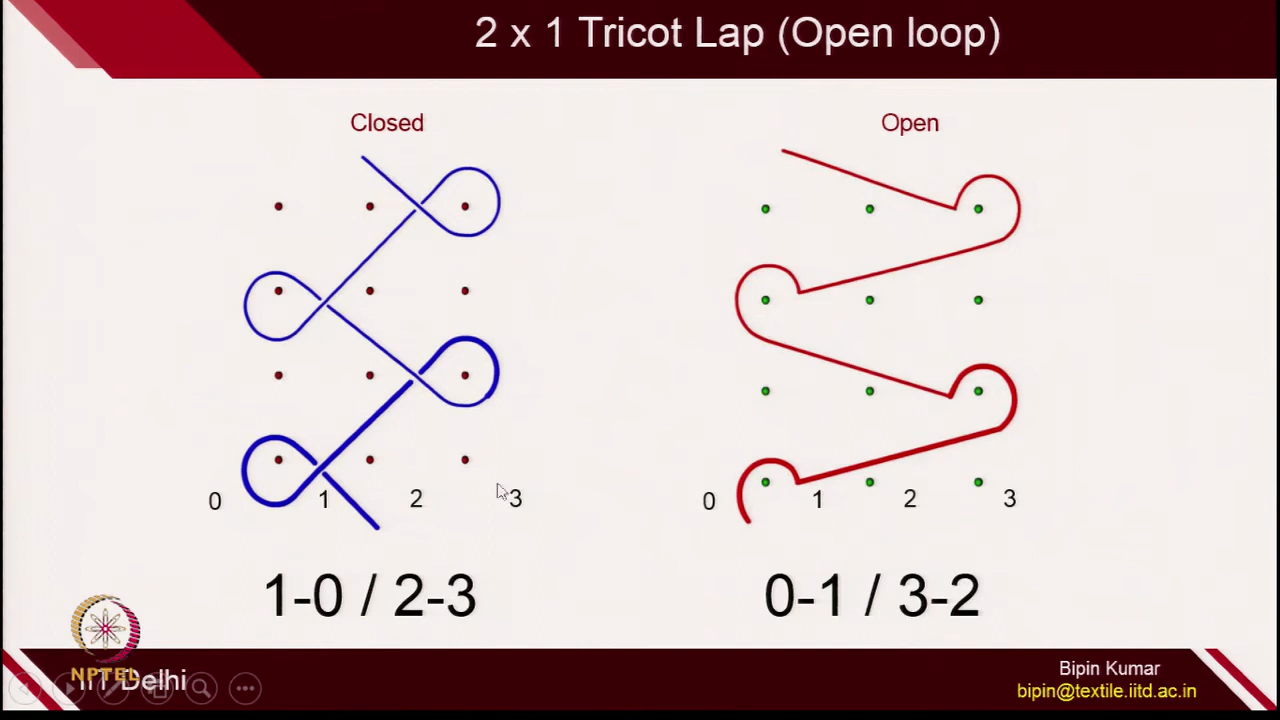 2 x 1 Tricot Lap (Open loop)
Closed
Open
0 1 2 3
0 1 2 3
1-0 / 2-3
0-1 / 3-2
NPTEL
IIT Delhi
Bipin Kumar
bipin@textile.iitd.ac.in